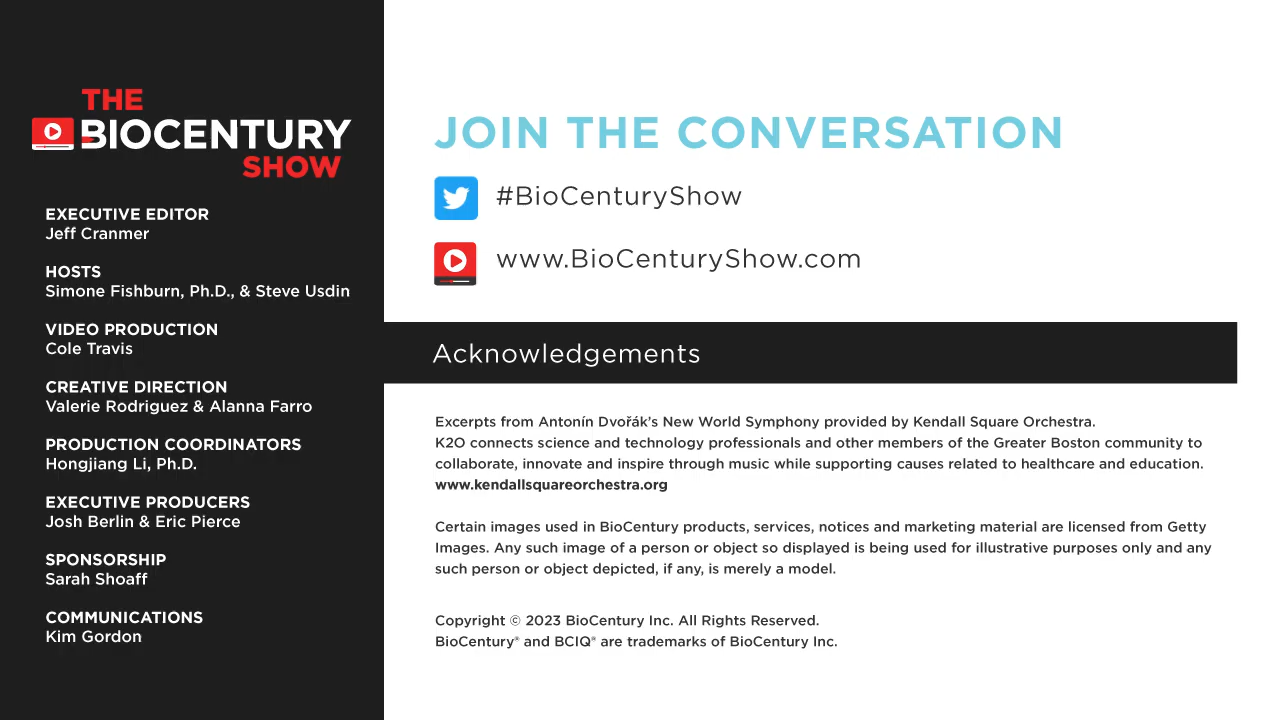 THE
BIOCENTURY
SHOW
EXECUTIVE EDITOR
Jeff Cranmer
HOSTS
Simone Fishburn, Ph.D., & Steve Usdin
VIDEO PRODUCTION
Cole Travis
CREATIVE DIRECTION
Valerie Rodriguez & Alanna Farro
PRODUCTION COORDINATORS
Hongjiang Li, Ph.D.
EXECUTIVE PRODUCERS
Josh Berlin & Eric Pierce
SPONSORSHIP
Sarah Shoaff
COMMUNICATIONS
Kim Gordon
JOIN THE CONVERSATION
#BioCenturyShow
www.BioCenturyShow.com
Acknowledgements
Excerpts from Antonín Dvořák's New World Symphony provided by Kendall Square Orchestra.
K2O connects science and technology professionals and other members of the Greater Boston community to
collaborate, innovate and inspire through music while supporting causes related to healthcare and education.
www.kendallsquareorchestra.org
Certain images used in BioCentury products, services, notices and marketing material are licensed from Getty
Images. Any such image of a person or object so displayed is being used for illustrative purposes only and any
such person or object depicted, if any, is merely a model.
Copyright © 2023 BioCentury Inc. All Rights Reserved.
BioCentury® and BCIQ® are trademarks of BioCentury Inc.